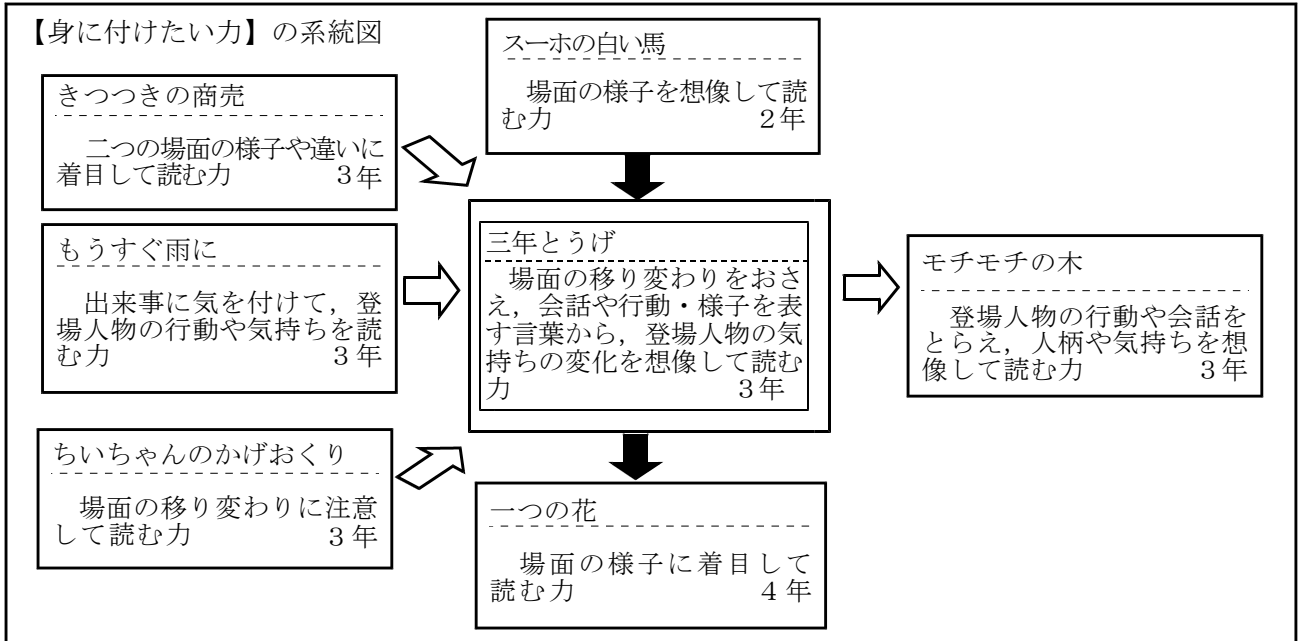 【身に付けたい力】の系統図
スーホの白い馬
場面の様子を想像して読
む力 2年
きつつきの商売
二つの場面の様子や違いに
着目して読む力 3年
もうすぐ雨に
出来事に気を付けて，登
場人物の行動や気持ちを読
む力 3年
ちいちゃんのかげおくり
場面の移り変わりに注意
して読む力 3年
三年とうげ
場面の移り変わりをおさ
え，会話や行動・様子を表
す言葉から，登場人物の気
持ちの変化を想像して読む
力 3年
モチモチの木
登場人物の行動や会話を
とらえ，人柄や気持ちを想
像して読む力 3年
一つの花
場面の様子に着目して
読む力 4年